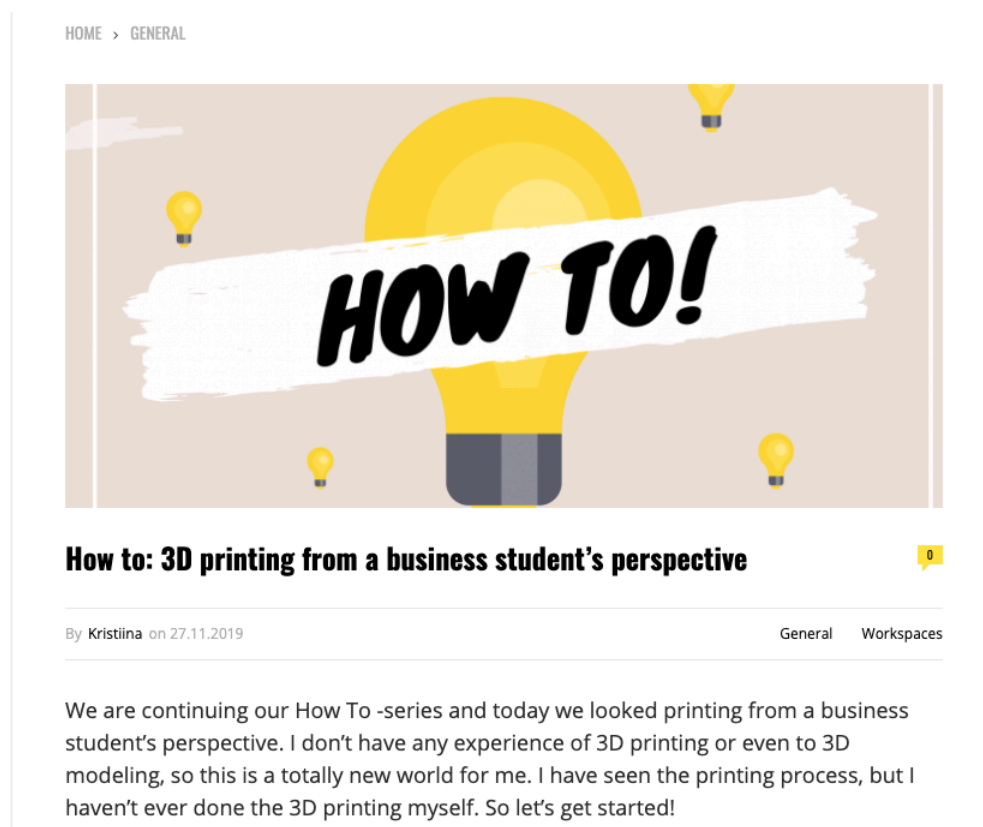 HOME › GENERAL
HOW TO!
How to: 3D printing from a business student’s perspective
0
By Kristiina on 27.11.2019
General Workspaces
We are continuing our How To -series and today we looked printing from a business
student’s perspective. I don’t have any experience of 3D printing or even to 3D
modeling, so this is a totally new world for me. I have seen the printing process, but I
haven’t ever done the 3D printing myself. So let’s get started!